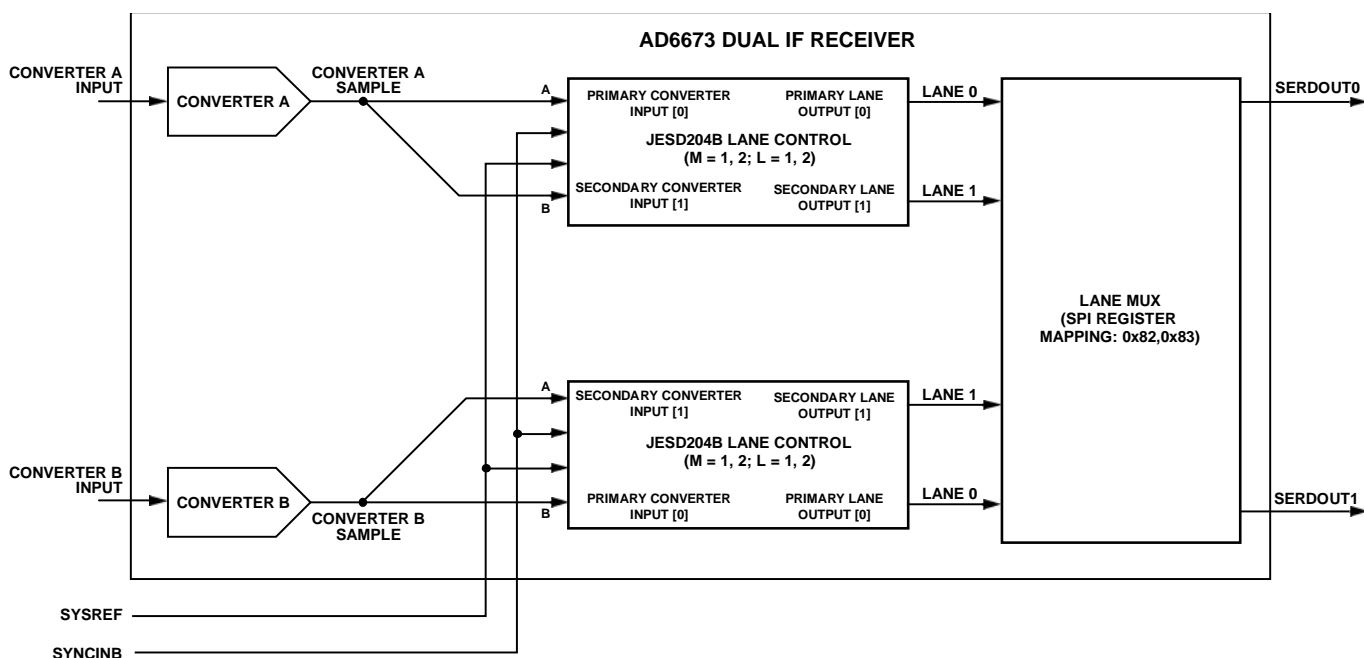 AD6673 DUAL IF RECEIVER
CONVERTER A
INPUT
CONVERTER A
CONVERTER A
SAMPLE
A
B
PRIMARY CONVERTER
INPUT [0]
PRIMARY LANE
OUTPUT [0]
JESD204B LANE CONTROL
(M = 1, 2; L = 1, 2)
SECONDARY CONVERTER
INPUT [1]
SECONDARY LANE
OUTPUT [1]
LANE 0
LANE 1
SERDOUT0
LANE MUX
(SPI REGISTER
MAPPING: 0x82,0x83)
CONVERTER B
INPUT
CONVERTER B
CONVERTER B
SAMPLE
A
B
SECONDARY CONVERTER
INPUT [1]
SECONDARY LANE
OUTPUT [1]
JESD204B LANE CONTROL
(M = 1, 2; L = 1, 2)
PRIMARY CONVERTER
INPUT [0]
PRIMARY LANE
OUTPUT [0]
LANE 1
LANE 0
SERDOUT1
SYSREF
SYNCINB